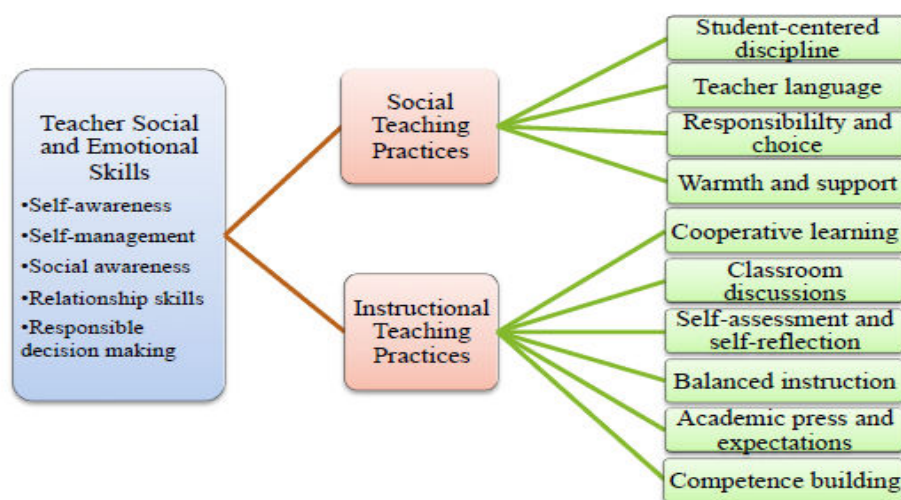 Teacher Social
and Emotional
Skills
•Self-awareness
•Self-management
•Social awareness
•Relationship skills
•Responsible
decision making
Social
Teaching
Practices
Instructional
Teaching
Practices
Student-centered
discipline
Teacher language
Responsibililty and
choice
Warmth and support
Cooperative learning
Classroom
discussions
Self-assessment and
self-reflection
Balanced instruction
Academic press and
expectations
Competence building